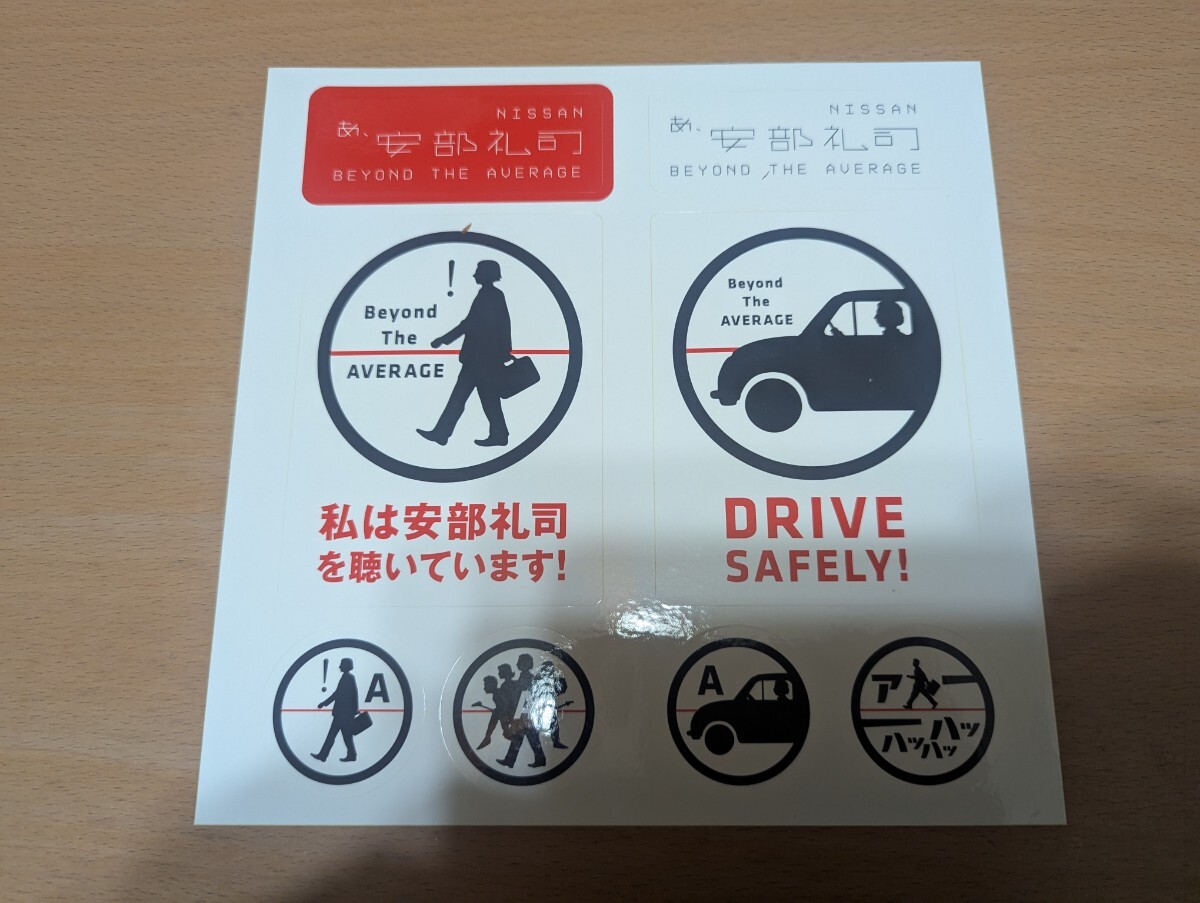 NISSAN
あ、安部礼司
BEYOND THE AVERAGE
NISSAN
あ、安部礼司
BEYOND THE AVERAGE
!
Beyond
The
AVERAGE
Beyond
The
AVERAGE
私は安部礼司
を聴いています!
DRIVE
SAFELY!
! A
A
A
アハー
ハッハッハッ